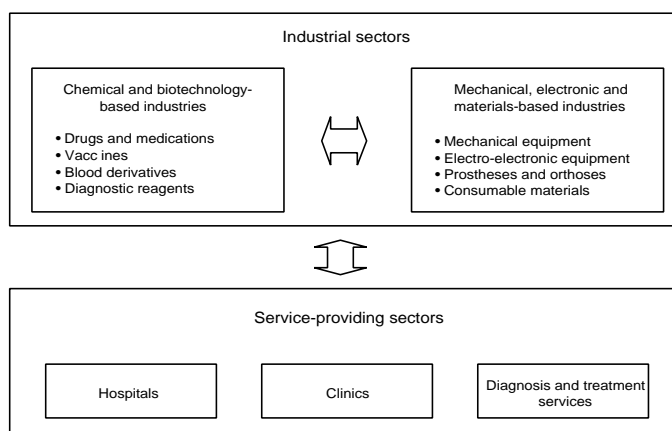 Industrial sectors
Chemical and biotechnology-
based industries
• Drugs and medications
• Vacc ines
• Blood derivatives
• Diagnostic reagents
Mechanical, electronic and
materials-based industries
• Mechanical equipment
• Electro-electronic equipment
• Prostheses and orthoses
• Consumable materials
Service-providing sectors
Hospitals
Clinics
Diagnosis and treatment
services